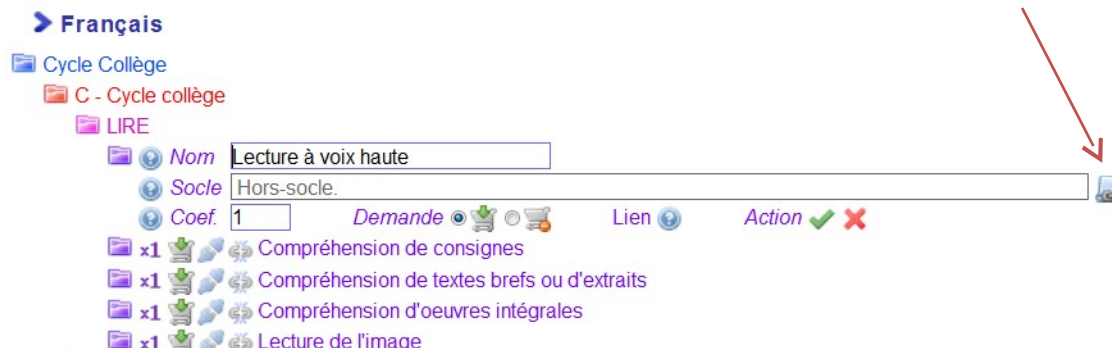 Français
Cycle Collège
C - Cycle collège
LIRE
Nom Lecture à voix haute
Socle Hors-socle.
Coef. 1 Demande Lien Action
x1 Compréhension de consignes
x1 Compréhension de textes brefs ou d'extraits
x1 Compréhension d'oeuvres intégrales
x1 Lecture de l'image